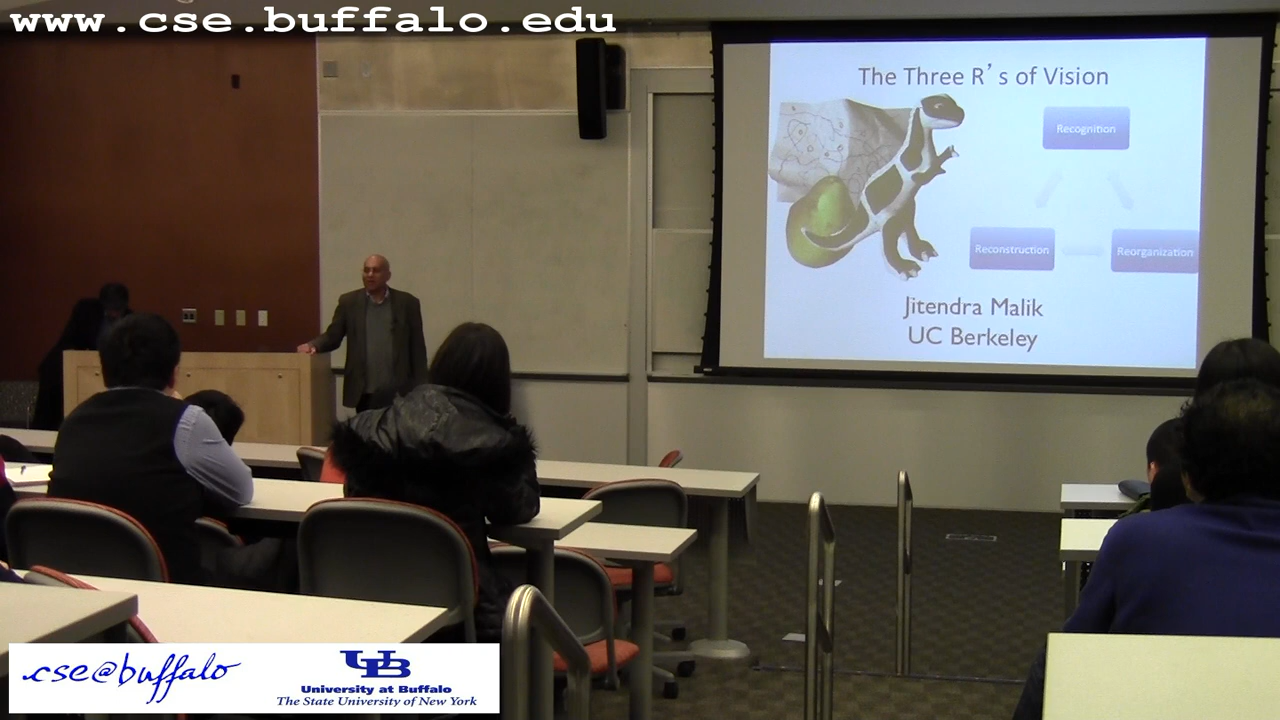 www.cse.buffalo.edu
The Three R's of Vision
Recognition
Reconstruction
Reorganization
Jitendra Malik
UC Berkeley
cse@buffalo
UB
University at Buffalo
The State University of New York